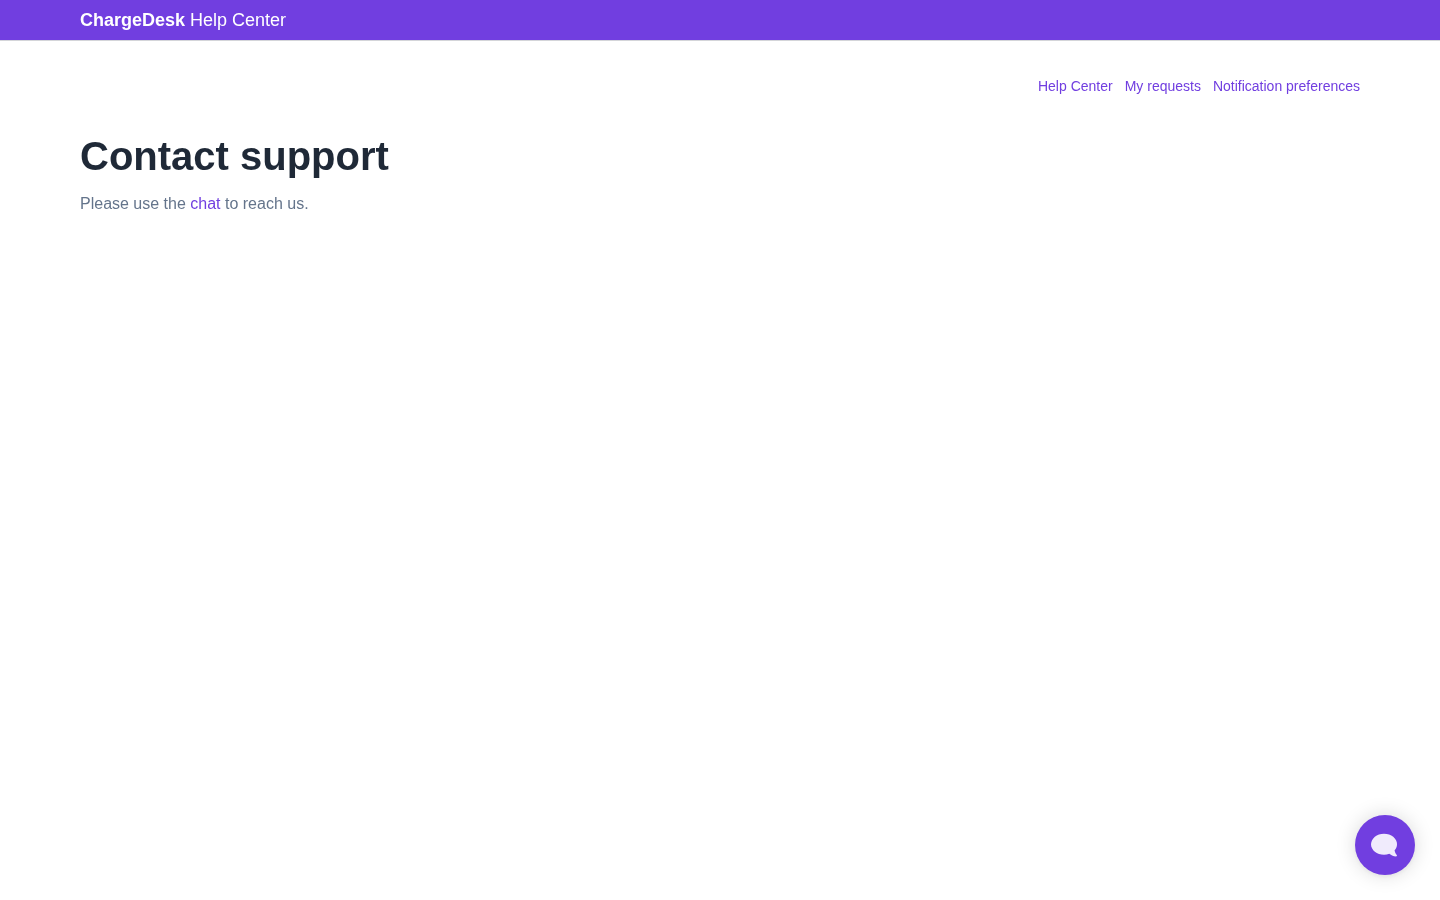 ChargeDesk Help Center
Help Center My requests Notification preferences
Contact support
Please use the chat to reach us.